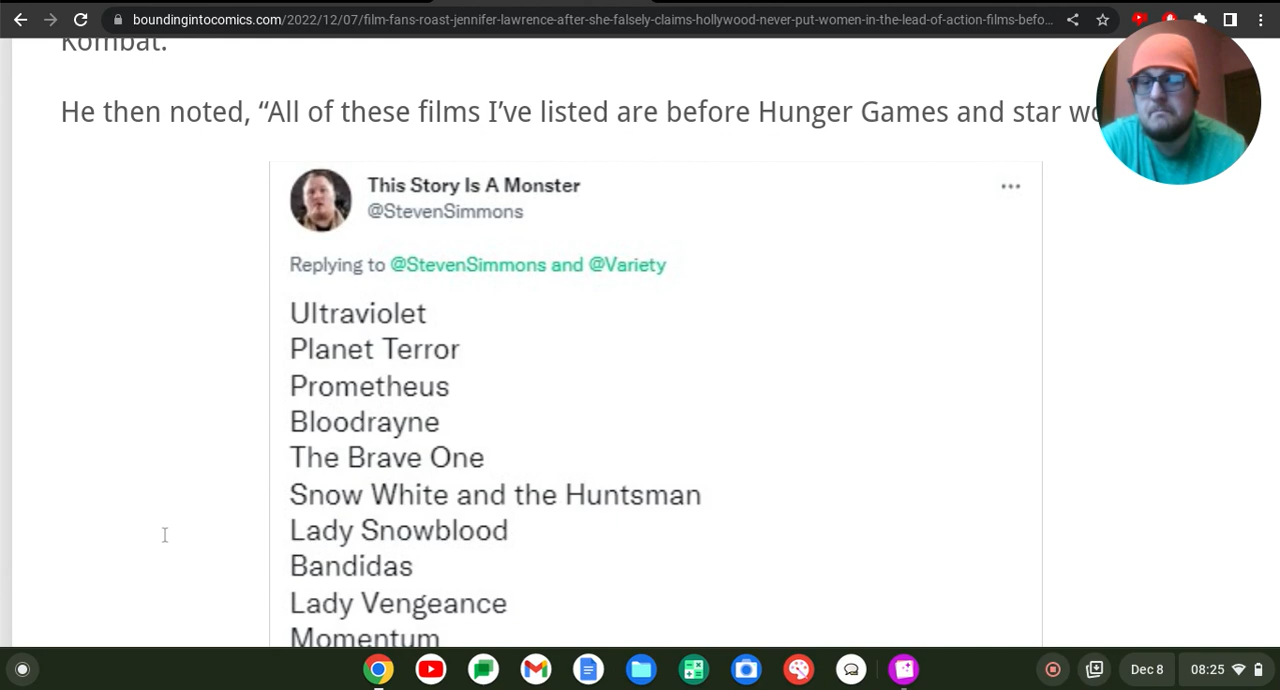 boundingintocomics.com/2022/12/07/film-fans-roast-jennifer-lawrence-after-she-falsely-claims-hollywood-never-put-women-in-the-lead-of-action-films-befo...
Kombat.
He then noted, “All of these films I’ve listed are before Hunger Games and star
This Story Is A Monster
@StevenSimmons
Replying to @StevenSimmons and @Variety
Ultraviolet
Planet Terror
Prometheus
Bloodrayne
The Brave One
Snow White and the Huntsman
Lady Snowblood
Bandidas
Lady Vengeance
Momentum
Dec 8
08:25